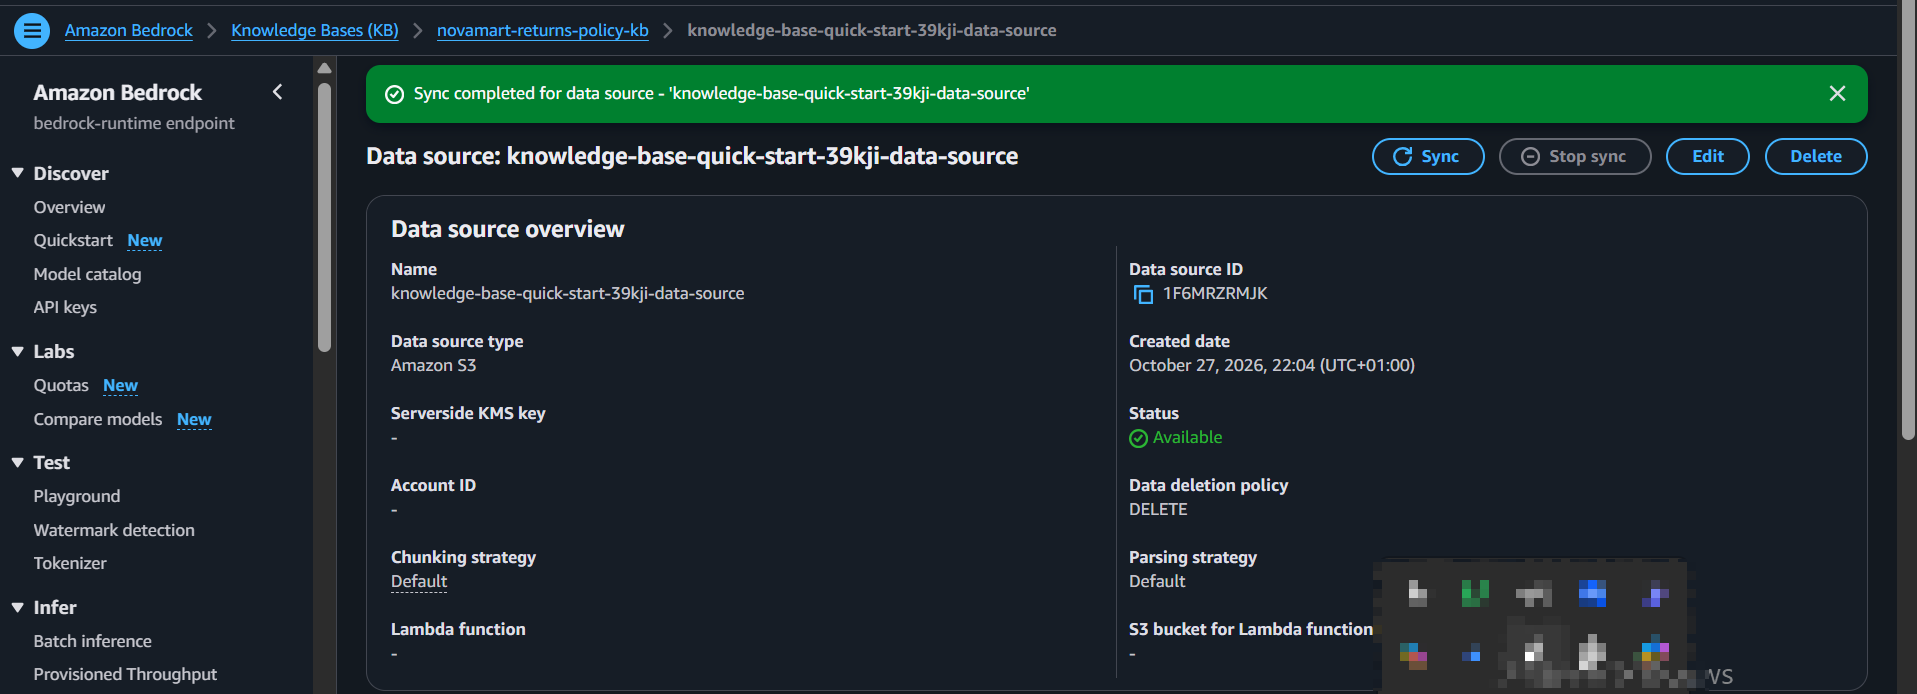 Amazon Bedrock > Knowledge Bases (KB) > novamart-returns-policy-kb > knowledge-base-quick-start-39kji-data-source
Amazon Bedrock
bedrock-runtime endpoint
Discover
Overview
Quickstart New
Model catalog
API keys
Labs
Quotas New
Compare models New
Test
Playground
Watermark detection
Tokenizer
Infer
Batch inference
Provisioned Throughput
Sync completed for data source - 'knowledge-base-quick-start-39kji-data-source'
Data source: knowledge-base-quick-start-39kji-data-source
Sync
Stop sync
Edit
Delete
Data source overview
Name
knowledge-base-quick-start-39kji-data-source
Data source type
Amazon S3
Serverside KMS key
-
Account ID
-
Chunking strategy
Default
Lambda function
-
Data source ID
1F6MRZRMJK
Created date
October 27, 2026, 22:04 (UTC+01:00)
Status
Available
Data deletion policy
DELETE
Parsing strategy
Default
S3 bucket for Lambda function
-